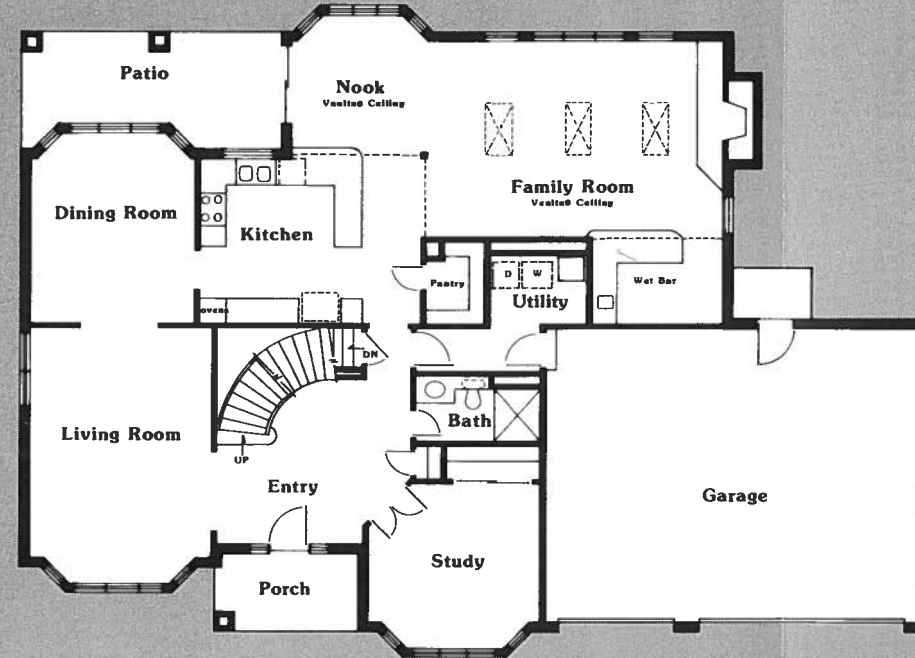 Patio
Nook
Vaulted Ceiling
Dining Room
Family Room
Vaulted Ceiling
Kitchen
Pantry
D W
Utility
Wet Bar
ovens
DN
Living Room
Bath
UP
Entry
Garage
Study
Porch